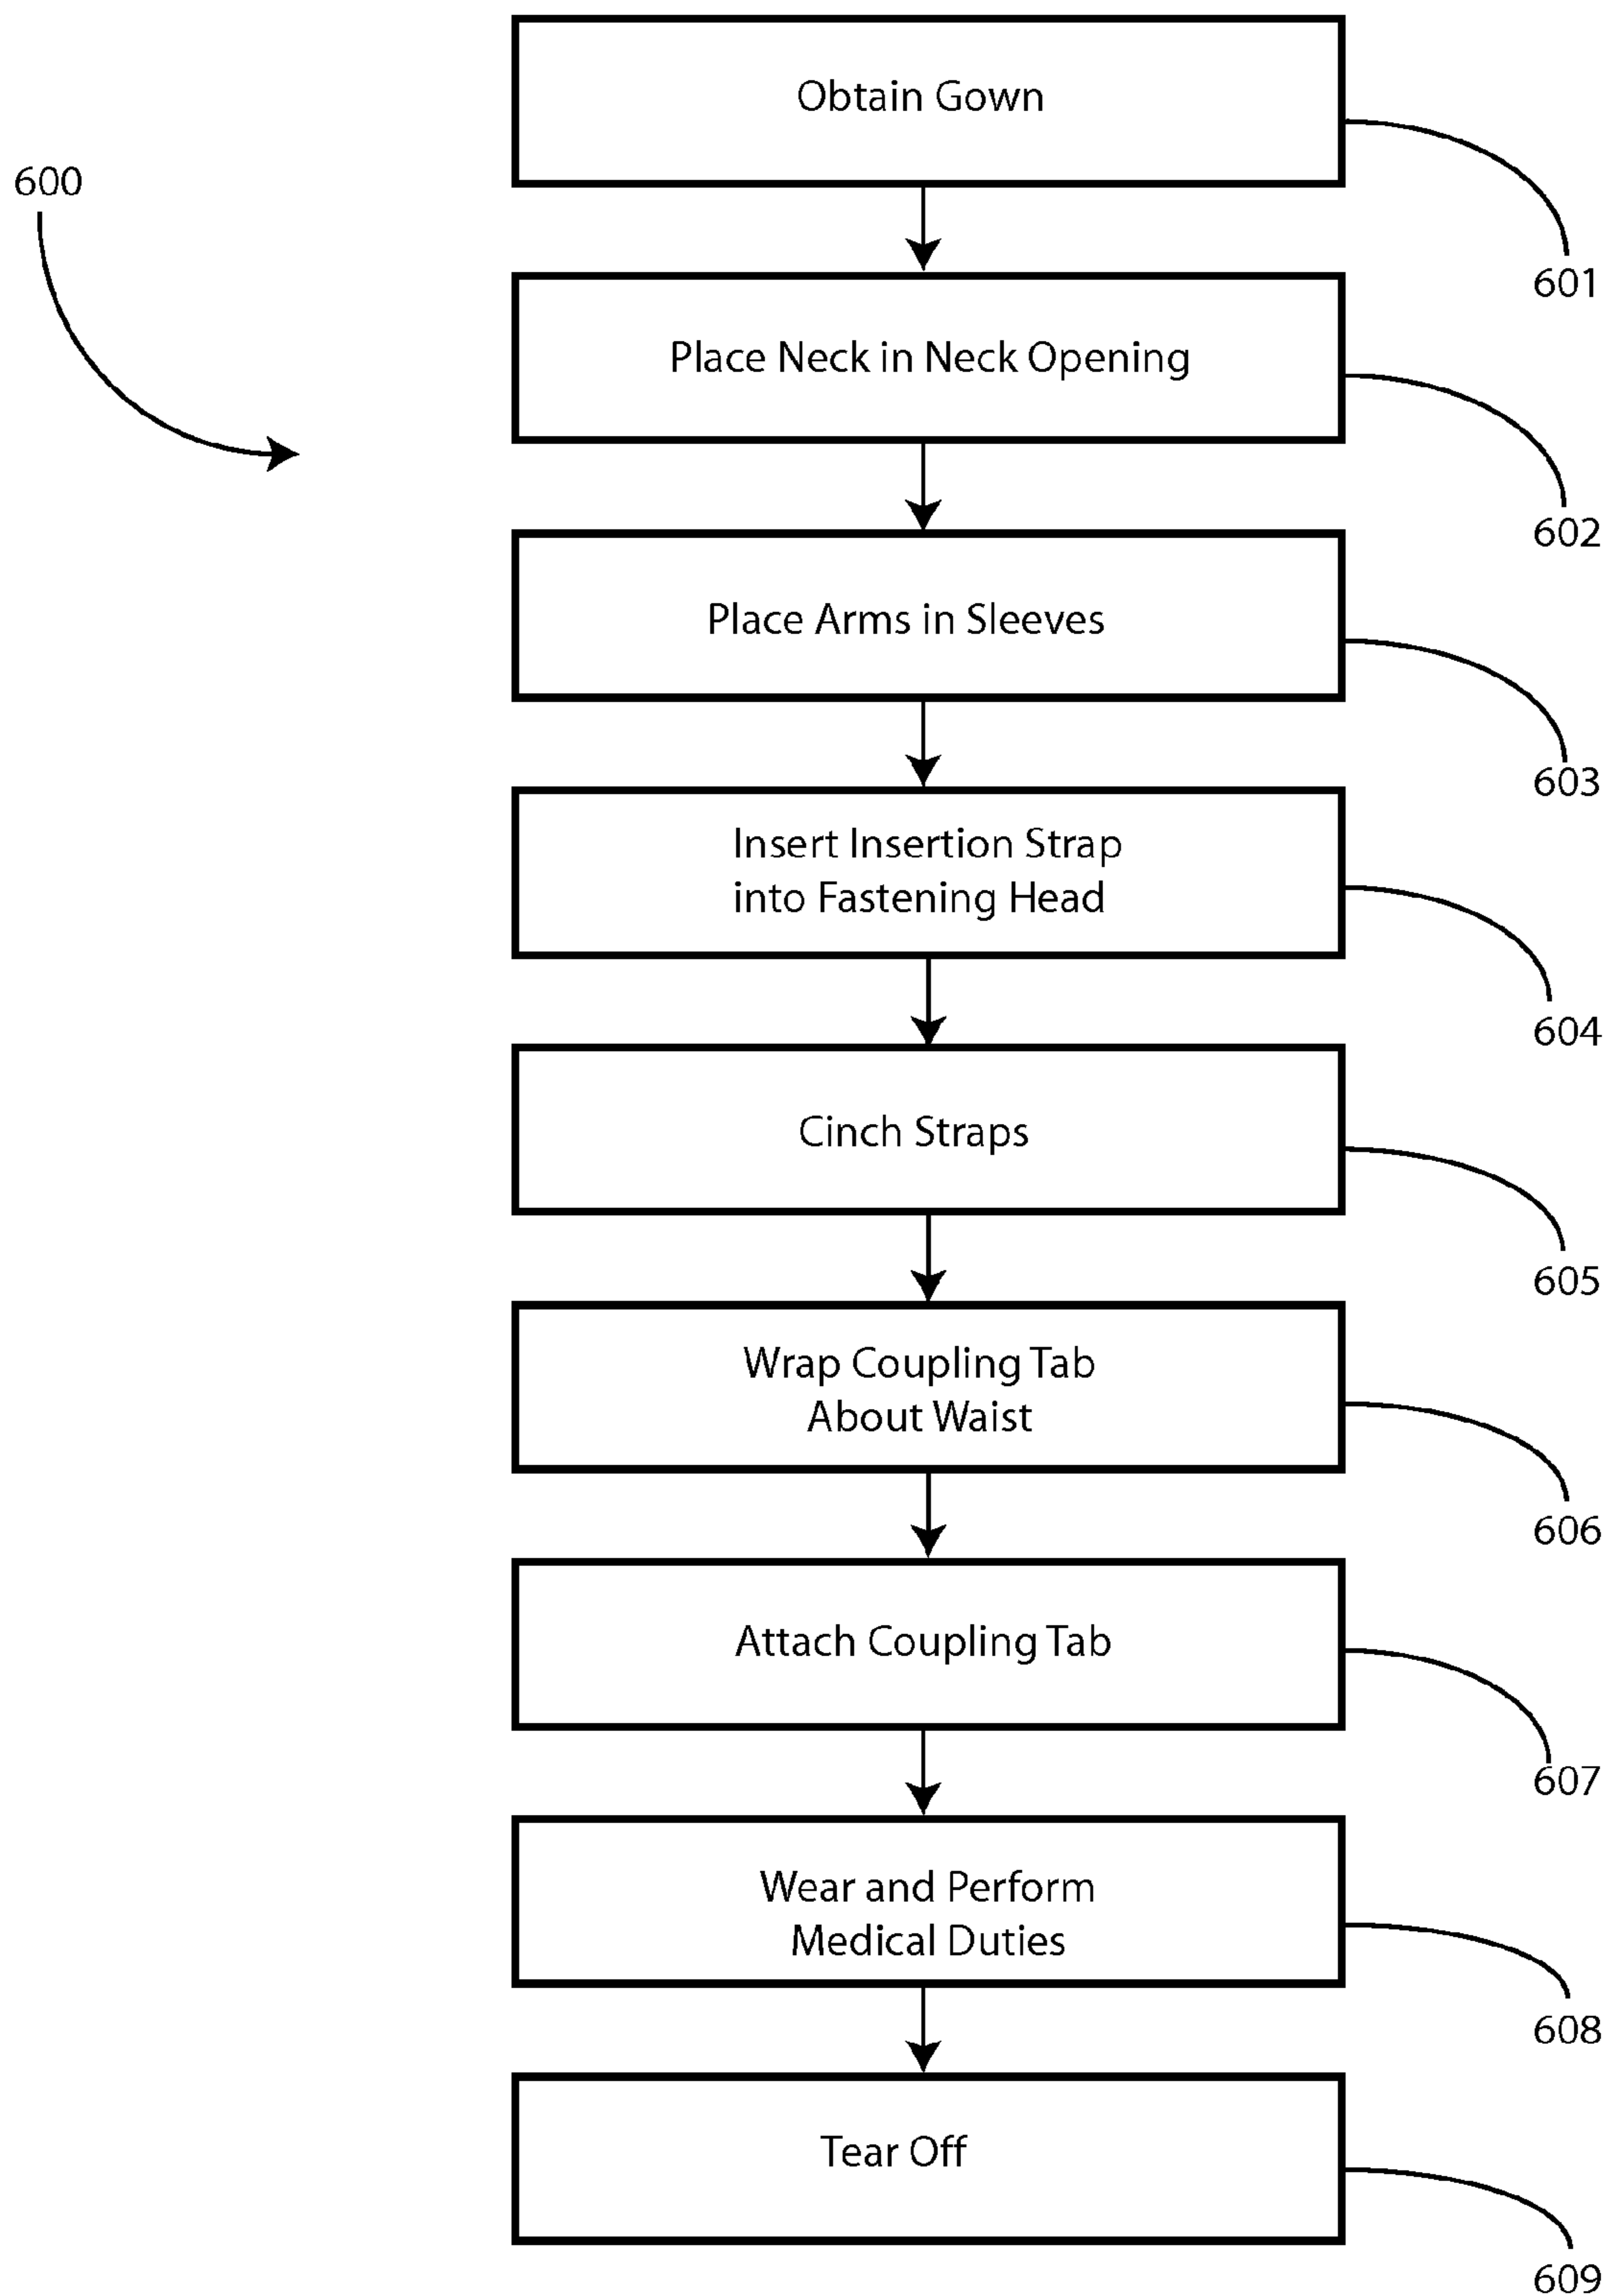 Obtain Gown
600
601
Place Neck in Neck Opening
602
Place Arms in Sleeves
603
Insert Insertion Strap
into Fastening Head
604
Cinch Straps
605
Wrap Coupling Tab
About Waist
606
Attach Coupling Tab
607
Wear and Perform
Medical Duties
608
Tear Off
609